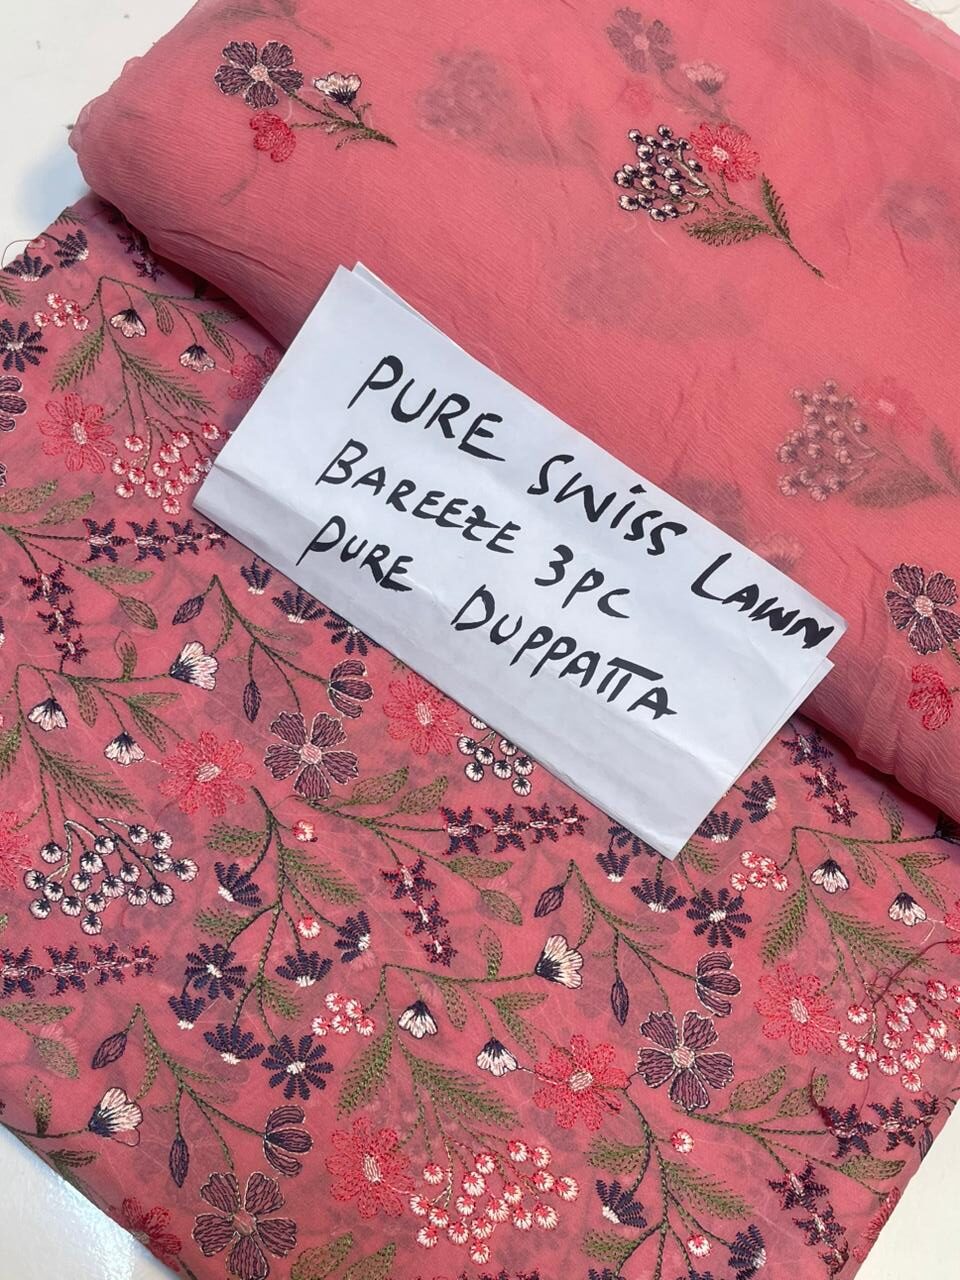 PURE SWISS LAWN
BAREEZE 3PC
PURE DUPPATTA